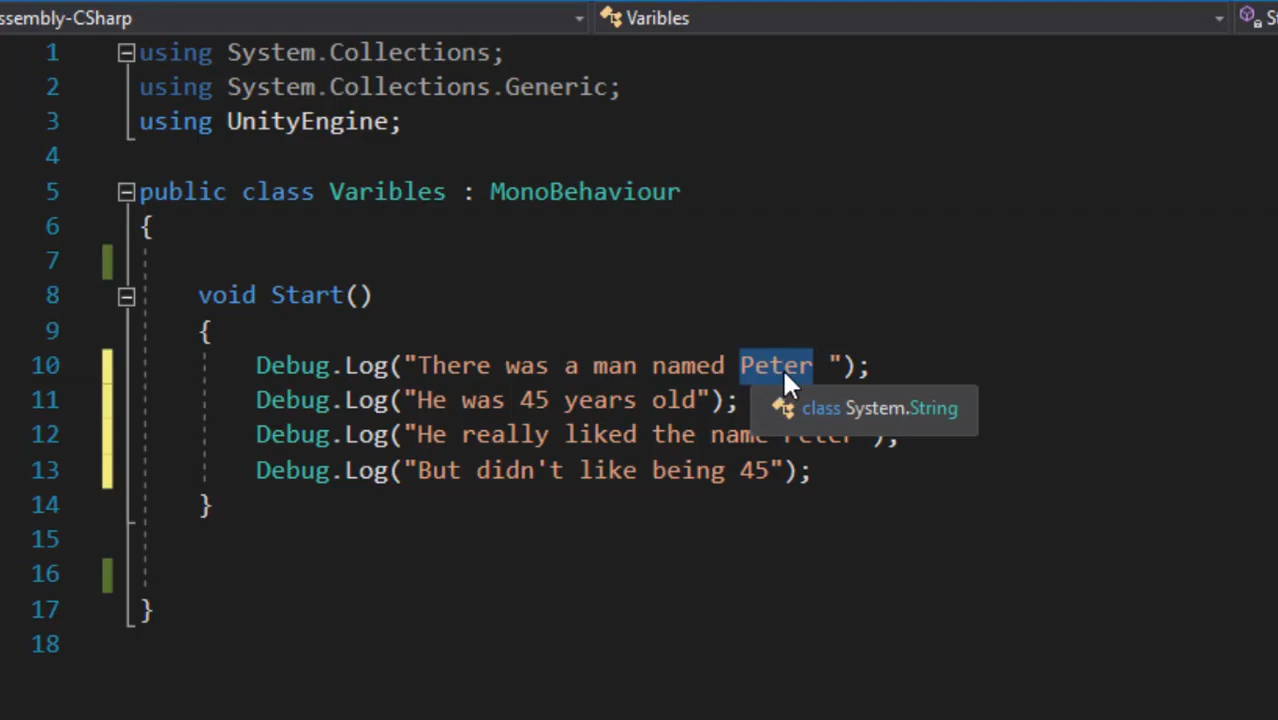 ssembly-CSharp Varibles
1 using System.Collections;
2 using System.Collections.Generic;
3 using UnityEngine;
4
5 public class Varibles : MonoBehaviour
6 {
7
8 void Start()
9 {
10 Debug.Log("There was a man named Peter ");
11 Debug.Log("He was 45 years old");
class System.String
12 Debug.Log("He really liked the name Peter");
13 Debug.Log("But didn't like being 45");
14 }
15
16
17 }
18